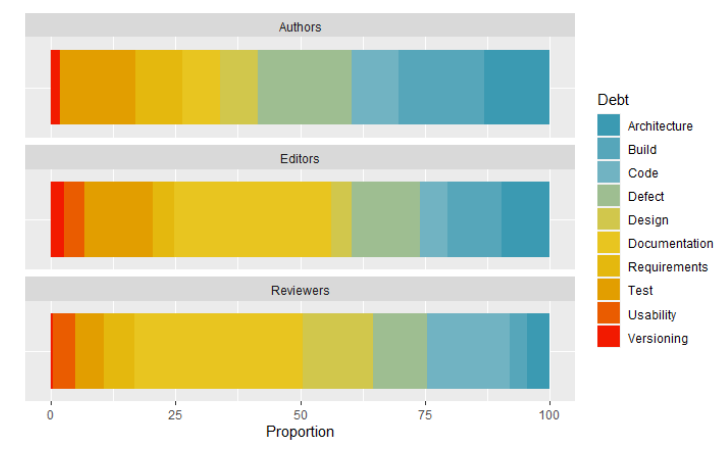 Authors
Editors
Reviewers
0 25 50 75 100
Proportion
Debt
Architecture
Build
Code
Defect
Design
Documentation
Requirements
Test
Usability
Versioning